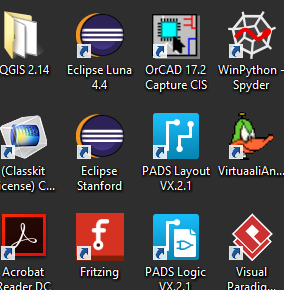 QGIS 2.14
Eclipse Luna
4.4
OrCAD 17.2
Capture CIS
WinPython -
Spyder
(Classkit
icense) C...
Eclipse
Stanford
PADS Layout
VX.2.1
VirtuaaliAn...
Acrobat
Reader DC
Fritzing
PADS Logic
VX.2.1
Visual
Paradig...